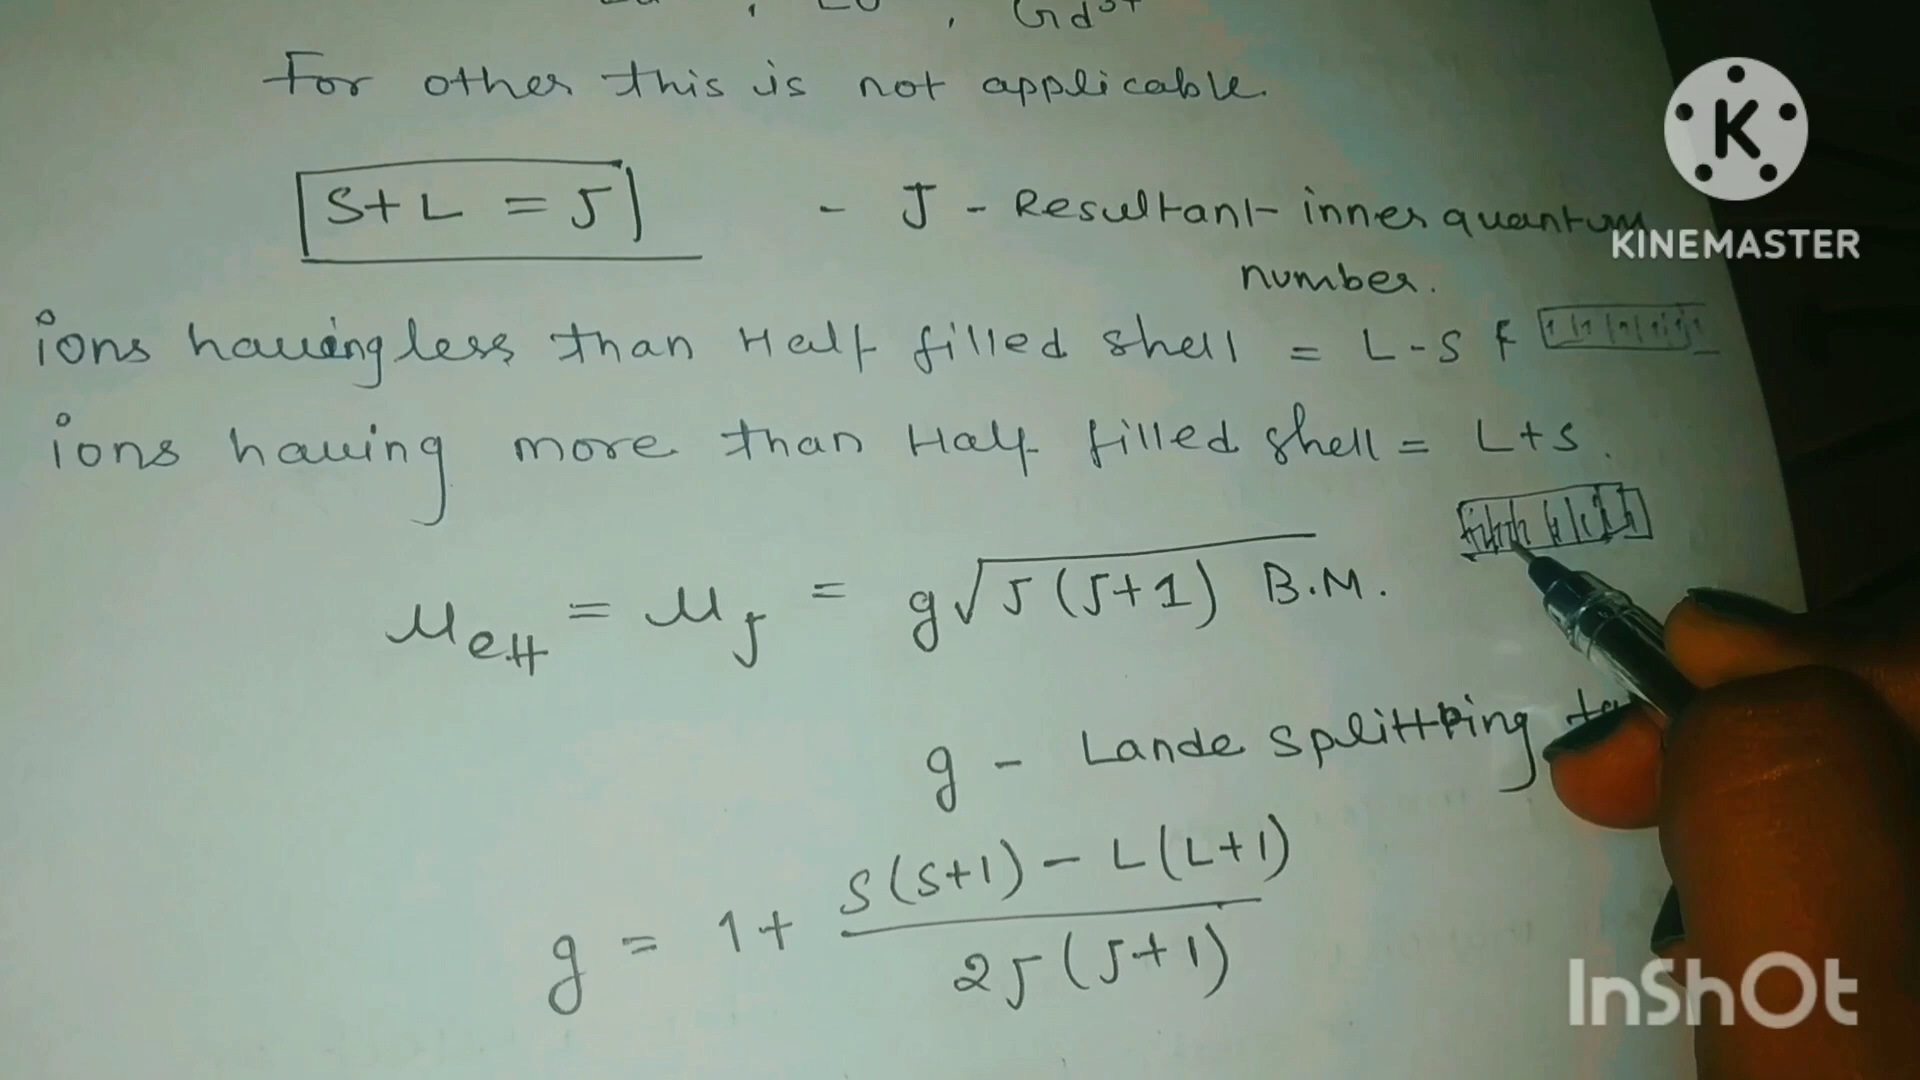 Gd3+
For other this is not applicable.
S+L = J - J - Resultant inner quantum
number.
ions having less than Half filled shell = L-S F
ions having more than Half filled shell = L+S.
μeff = μJ = g√J(J+1) B.M.
g - Lande splitting
g = 1+ S(S+1) - L(L+1)
2J(J+1)
K
KINEMASTER
InShOt